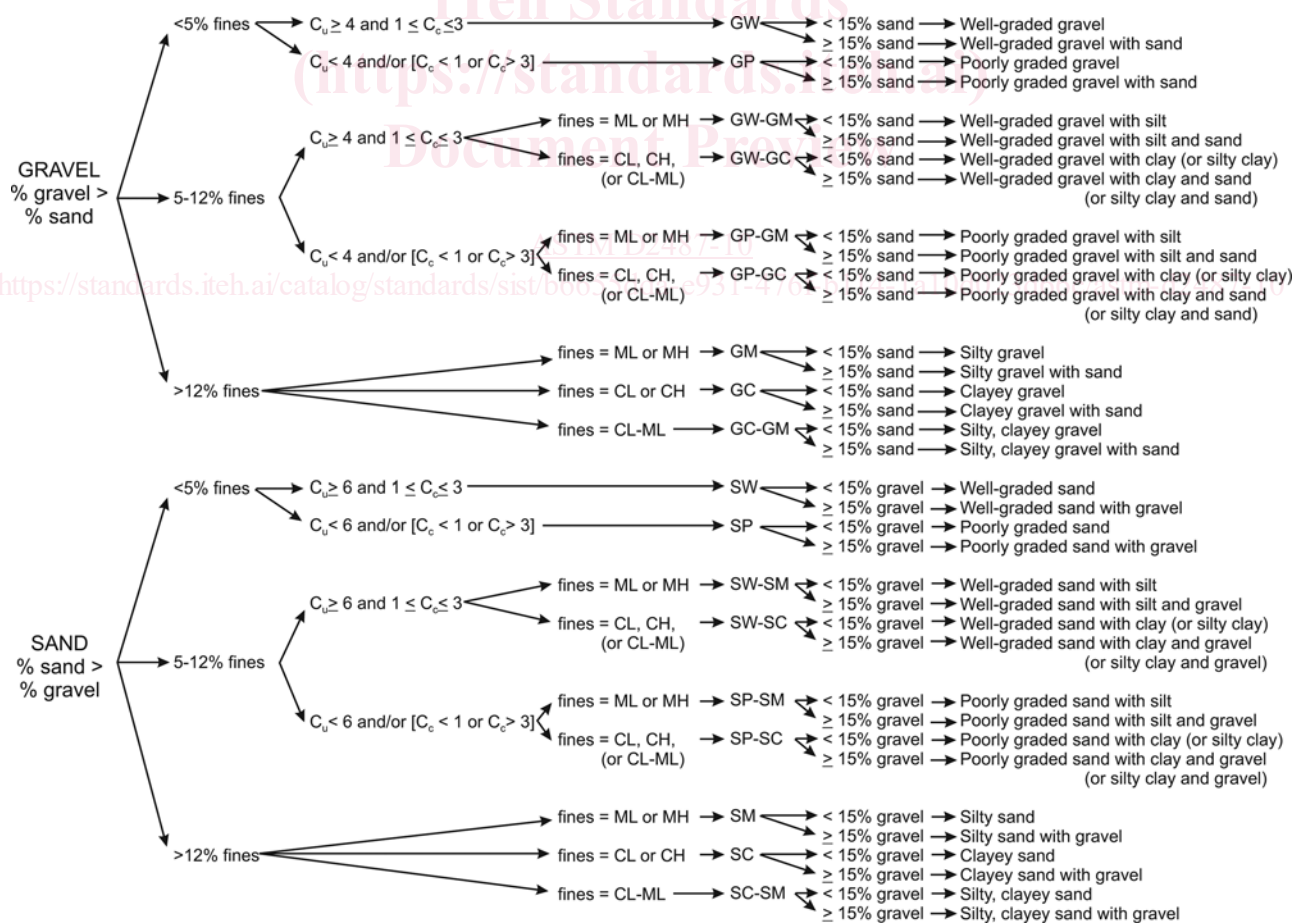 iTeh Standards
(https://standards.iteh.ai)
Document Preview
ASTM D2487-10
GRAVEL
% gravel >
% sand
<5% fines
Cᵤ ≥ 4 and 1 ≤ C꜀ ≤3 GW < 15% sand Well-graded gravel
≥ 15% sand Well-graded gravel with sand
Cᵤ < 4 and/or [C꜀ < 1 or C꜀ > 3] GP < 15% sand Poorly graded gravel
≥ 15% sand Poorly graded gravel with sand
5-12% fines
Cᵤ ≥ 4 and 1 ≤ C꜀ ≤ 3
fines = ML or MH GW-GM < 15% sand Well-graded gravel with silt
≥ 15% sand Well-graded gravel with silt and sand
fines = CL, CH, GW-GC < 15% sand Well-graded gravel with clay (or silty clay)
(or CL-ML) ≥ 15% sand Well-graded gravel with clay and sand
(or silty clay and sand)
Cᵤ < 4 and/or [C꜀ < 1 or C꜀ > 3]
fines = ML or MH GP-GM < 15% sand Poorly graded gravel with silt
≥ 15% sand Poorly graded gravel with silt and sand
fines = CL, CH, GP-GC < 15% sand Poorly graded gravel with clay (or silty clay)
(or CL-ML) ≥ 15% sand Poorly graded gravel with clay and sand
(or silty clay and sand)
>12% fines
fines = ML or MH GM < 15% sand Silty gravel
≥ 15% sand Silty gravel with sand
fines = CL or CH GC < 15% sand Clayey gravel
≥ 15% sand Clayey gravel with sand
fines = CL-ML GC-GM < 15% sand Silty, clayey gravel
≥ 15% sand Silty, clayey gravel with sand
SAND
% sand >
% gravel
<5% fines
Cᵤ ≥ 6 and 1 ≤ C꜀ ≤ 3 SW < 15% gravel Well-graded sand
≥ 15% gravel Well-graded sand with gravel
Cᵤ < 6 and/or [C꜀ < 1 or C꜀ > 3] SP < 15% gravel Poorly graded sand
≥ 15% gravel Poorly graded sand with gravel
5-12% fines
Cᵤ ≥ 6 and 1 ≤ C꜀ ≤ 3
fines = ML or MH SW-SM < 15% gravel Well-graded sand with silt
≥ 15% gravel Well-graded sand with silt and gravel
fines = CL, CH, SW-SC < 15% gravel Well-graded sand with clay (or silty clay)
(or CL-ML) ≥ 15% gravel Well-graded sand with clay and gravel
(or silty clay and gravel)
Cᵤ < 6 and/or [C꜀ < 1 or C꜀ > 3]
fines = ML or MH SP-SM < 15% gravel Poorly graded sand with silt
≥ 15% gravel Poorly graded sand with silt and gravel
fines = CL, CH, SP-SC < 15% gravel Poorly graded sand with clay (or silty clay)
(or CL-ML) ≥ 15% gravel Poorly graded sand with clay and gravel
(or silty clay and gravel)
>12% fines
fines = ML or MH SM < 15% gravel Silty sand
≥ 15% gravel Silty sand with gravel
fines = CL or CH SC < 15% gravel Clayey sand
≥ 15% gravel Clayey sand with gravel
fines = CL-ML SC-SM < 15% gravel Silty, clayey sand
≥ 15% gravel Silty, clayey sand with gravel